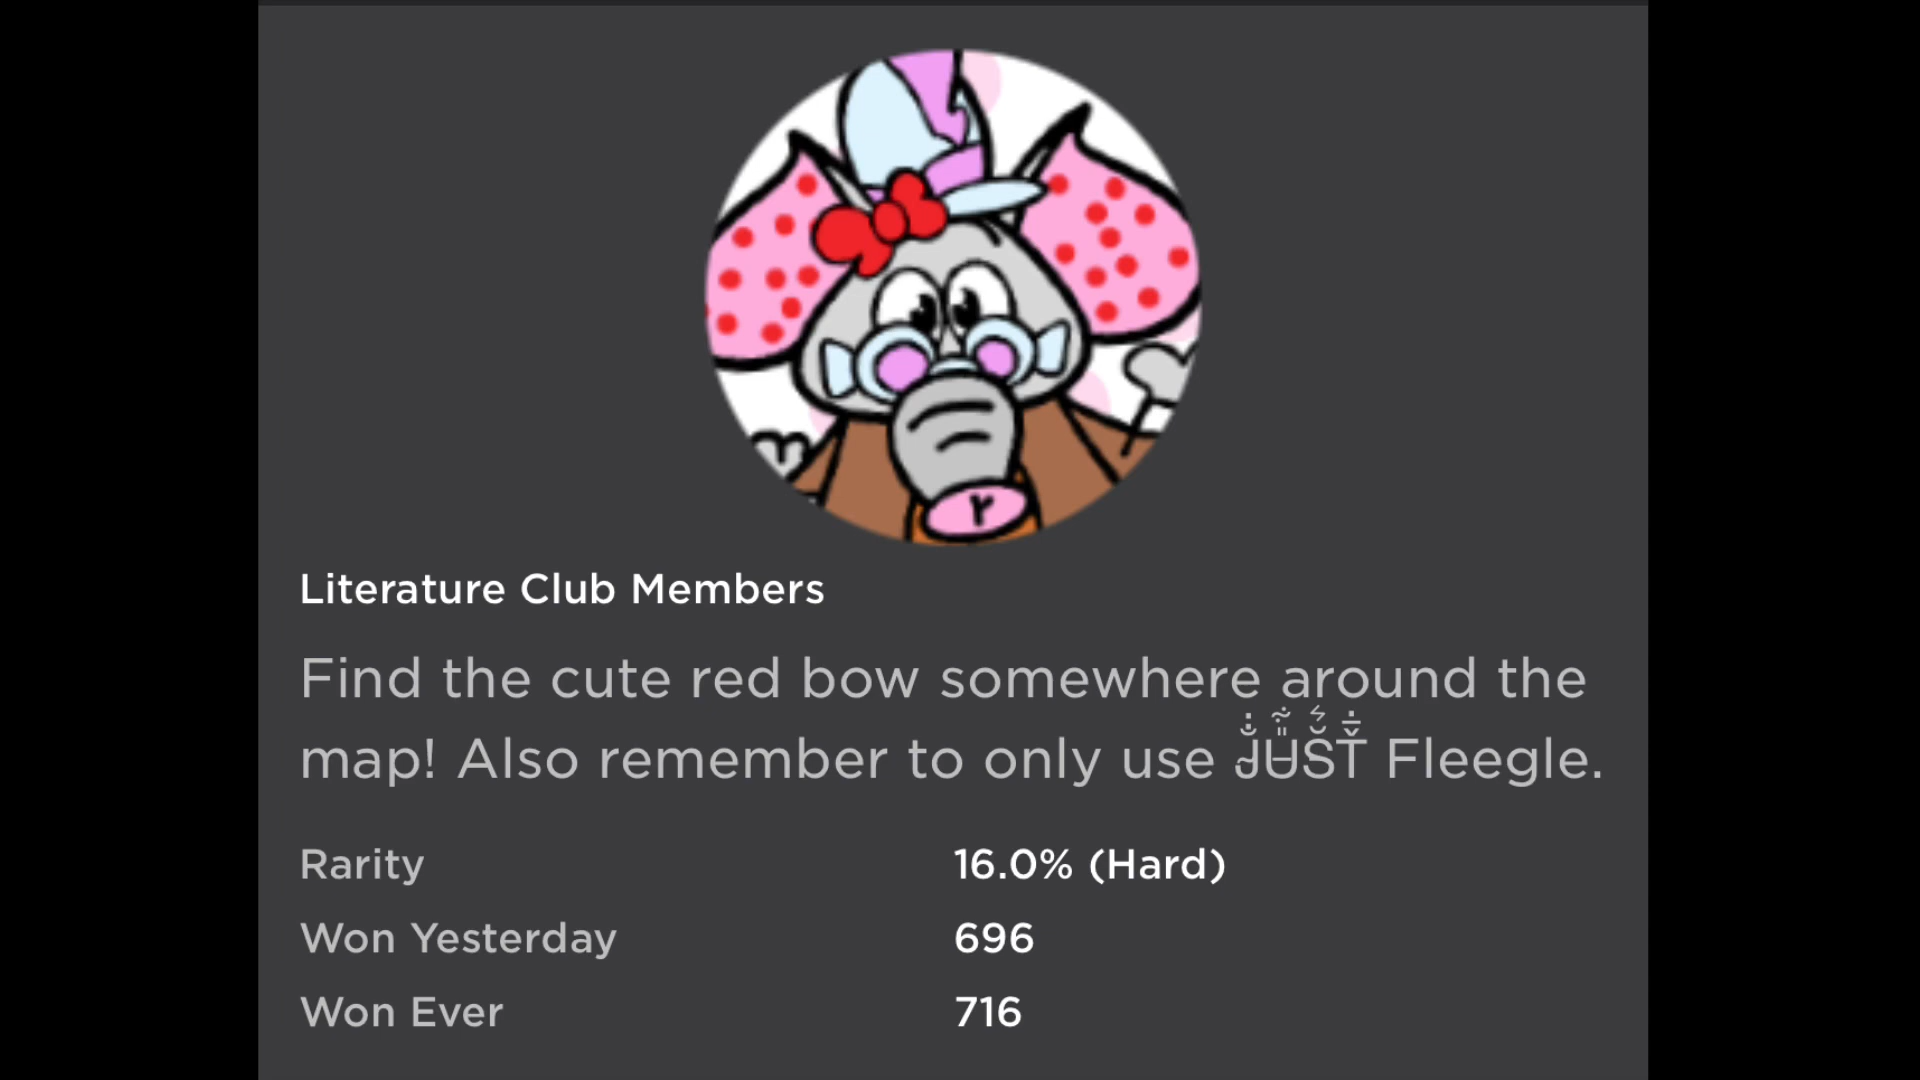 Literature Club Members
Find the cute red bow somewhere around the
map! Also remember to only use JUST Fleegle.
Rarity 16.0% (Hard)
Won Yesterday 696
Won Ever 716